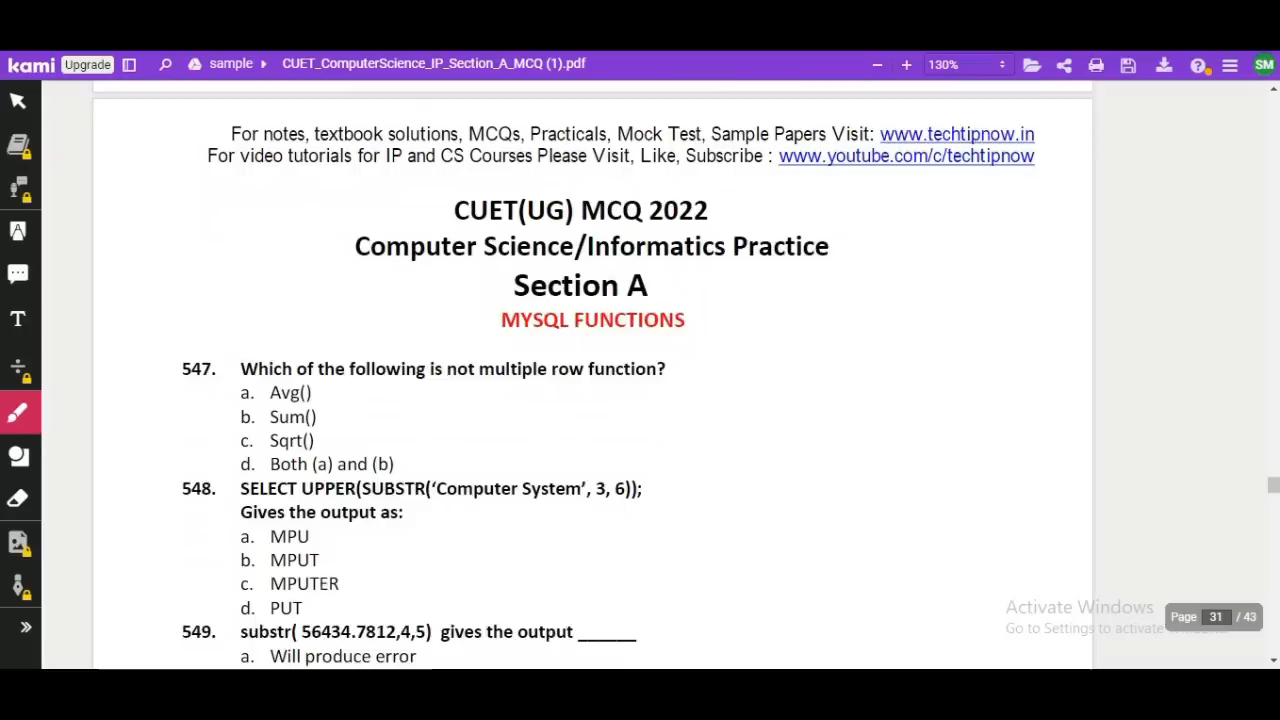 kami Upgrade sample CUET_ComputerScience_IP_Section_A_MCQ (1).pdf 130% SM
For notes, textbook solutions, MCQs, Practicals, Mock Test, Sample Papers Visit: www.techtipnow.in
For video tutorials for IP and CS Courses Please Visit, Like, Subscribe : www.youtube.com/c/techtipnow
CUET(UG) MCQ 2022
Computer Science/Informatics Practice
Section A
MYSQL FUNCTIONS
547. Which of the following is not multiple row function?
a. Avg()
b. Sum()
c. Sqrt()
d. Both (a) and (b)
548. SELECT UPPER(SUBSTR(‘Computer System’, 3, 6));
Gives the output as:
a. MPU
b. MPUT
c. MPUTER
d. PUT
549. substr( 56434.7812,4,5) gives the output ______
a. Will produce error
Activate Windows
Go to Settings to activate
Page 31 / 43